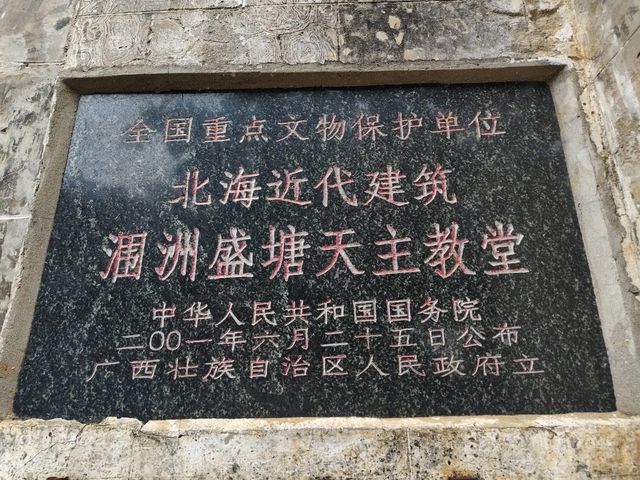 全国重点文物保护单位
北海近代建筑
涠洲盛塘天主教堂
中华人民共和国国务院
二〇〇一年六月二十五日公布
广西壮族自治区人民政府立